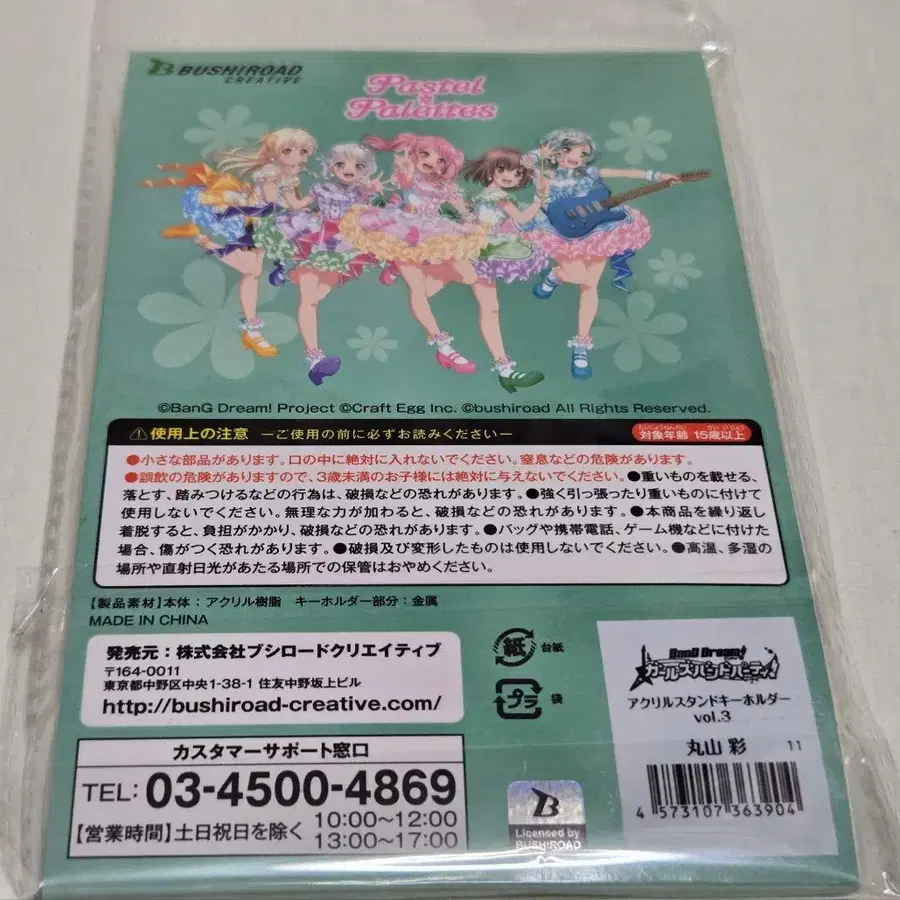 BUSHIROAD
CREATIVE
Pastel
Palettes
©BanG Dream! Project ©Craft Egg Inc. ©bushiroad All Rights Reserved.
⚠使用上の注意 ーご使用の前に必ずお読みくださいー
対象年齢 15歳以上
●小さな部品があります。口の中に絶対に入れないでください。窒息などの危険があります。
●誤飲の危険がありますので、3歳未満のお子様には絶対に与えないでください。●重いものを載せる、
落とす、踏みつけるなどの行為は、破損などの恐れがあります。●強く引っ張ったり重いものに付けて
使用しないでください。無理な力が加わると、破損などの恐れがあります。●本商品を繰り返し
着脱すると、負担がかかり、破損などの恐れがあります。●バッグや携帯電話、ゲーム機などに付けた
場合、傷がつく恐れがあります。●破損及び変形したものは使用しないでください。●高温、多湿の
場所や直射日光があたる場所での保管はおやめください。
【製品素材】本体：アクリル樹脂 キーホルダー部分：金属
MADE IN CHINA
発売元：株式会社ブシロードクリエイティブ
〒164-0011
東京都中野区中央1-38-1 住友中野坂上ビル
http://bushiroad-creative.com/
紙 台紙
プラ 袋
カスタマーサポート窓口
TEL: 03-4500-4869
【営業時間】土日祝日を除く 10:00～12:00
13:00～17:00
B
Licensed by
BUSHIROAD
BanG Dream!
ガールズバンドパーティ!
アクリルスタンドキーホルダー
vol.3
丸山 彩 11
4 573107 363904